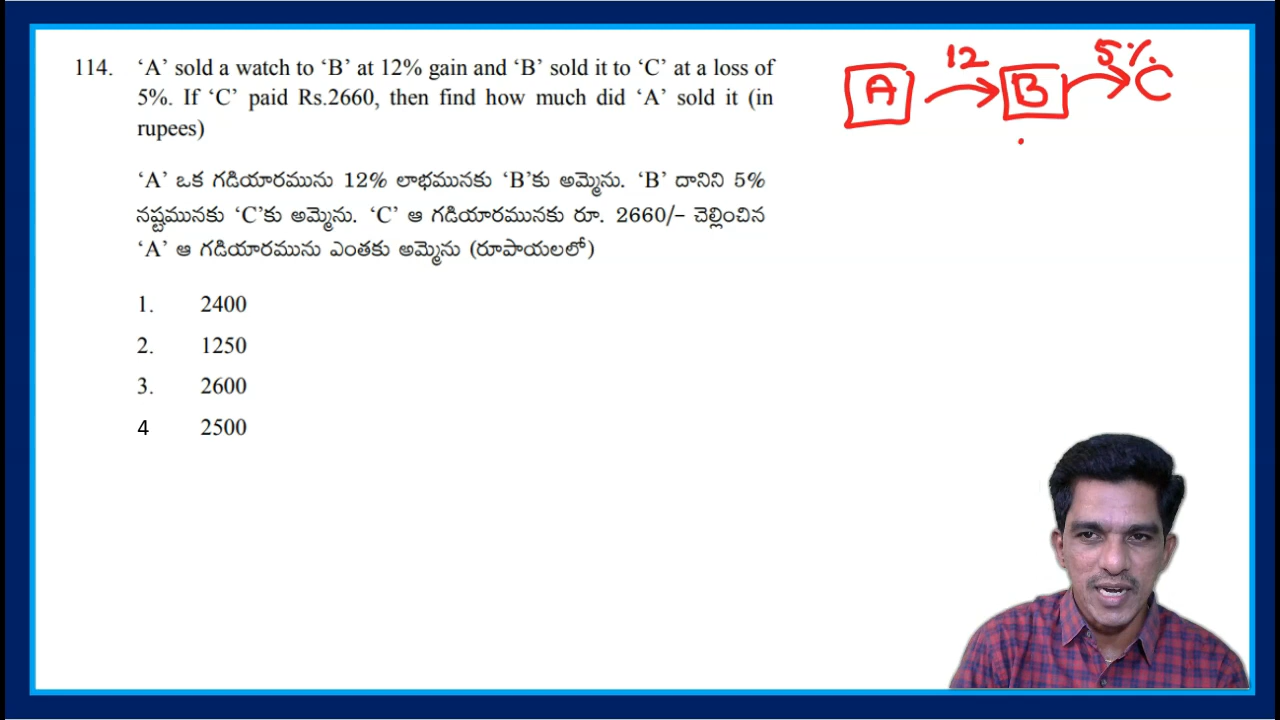 114. ‘A’ sold a watch to ‘B’ at 12% gain and ‘B’ sold it to ‘C’ at a loss of
5%. If ‘C’ paid Rs.2660, then find how much did ‘A’ sold it (in
rupees)
‘A’ ఒక గడియారమును 12% లాభమునకు ‘B’కు అమ్మెను. ‘B’ దానిని 5%
నష్టమునకు ‘C’కు అమ్మెను. ‘C’ ఆ గడియారమునకు రూ. 2660/– చెల్లించిన
‘A’ ఆ గడియారమును ఎంతకు అమ్మెను (రూపాయలలో)
1. 2400
2. 1250
3. 2600
4 2500
A 12 B 5% C